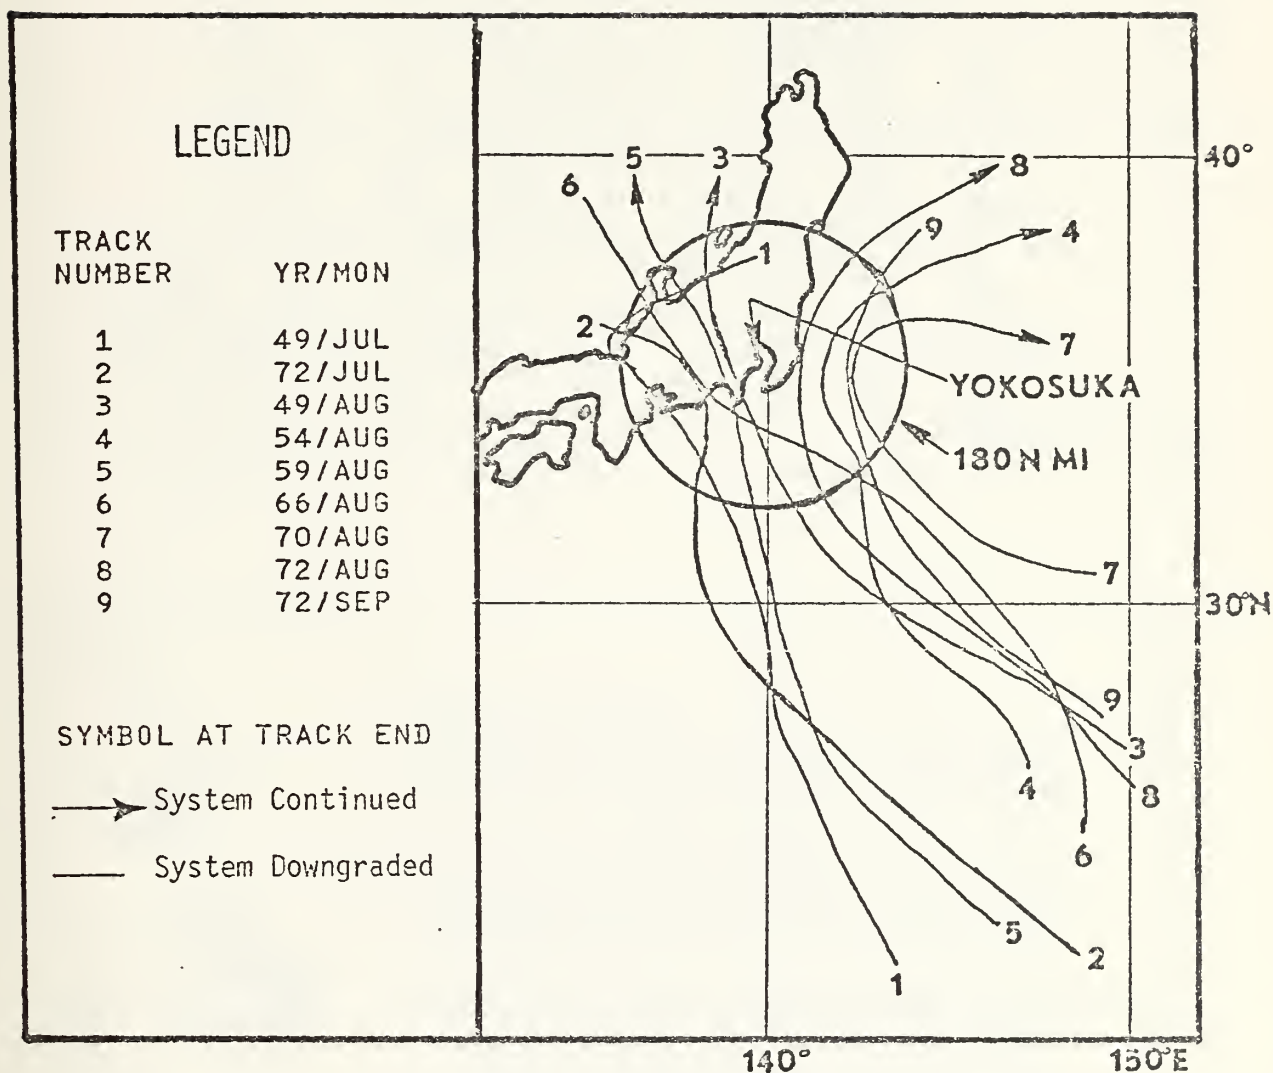 LEGEND
TRACK
NUMBER YR/MON
1 49/JUL
2 72/JUL
3 49/AUG
4 54/AUG
5 59/AUG
6 66/AUG
7 70/AUG
8 72/AUG
9 72/SEP
SYMBOL AT TRACK END
System Continued
System Downgraded
5 3 8 40°
6
9 4
1
2
7
YOKOSUKA
180 N MI
7
30°N
9
3
4 8
6
5
2
1
140° 150°E